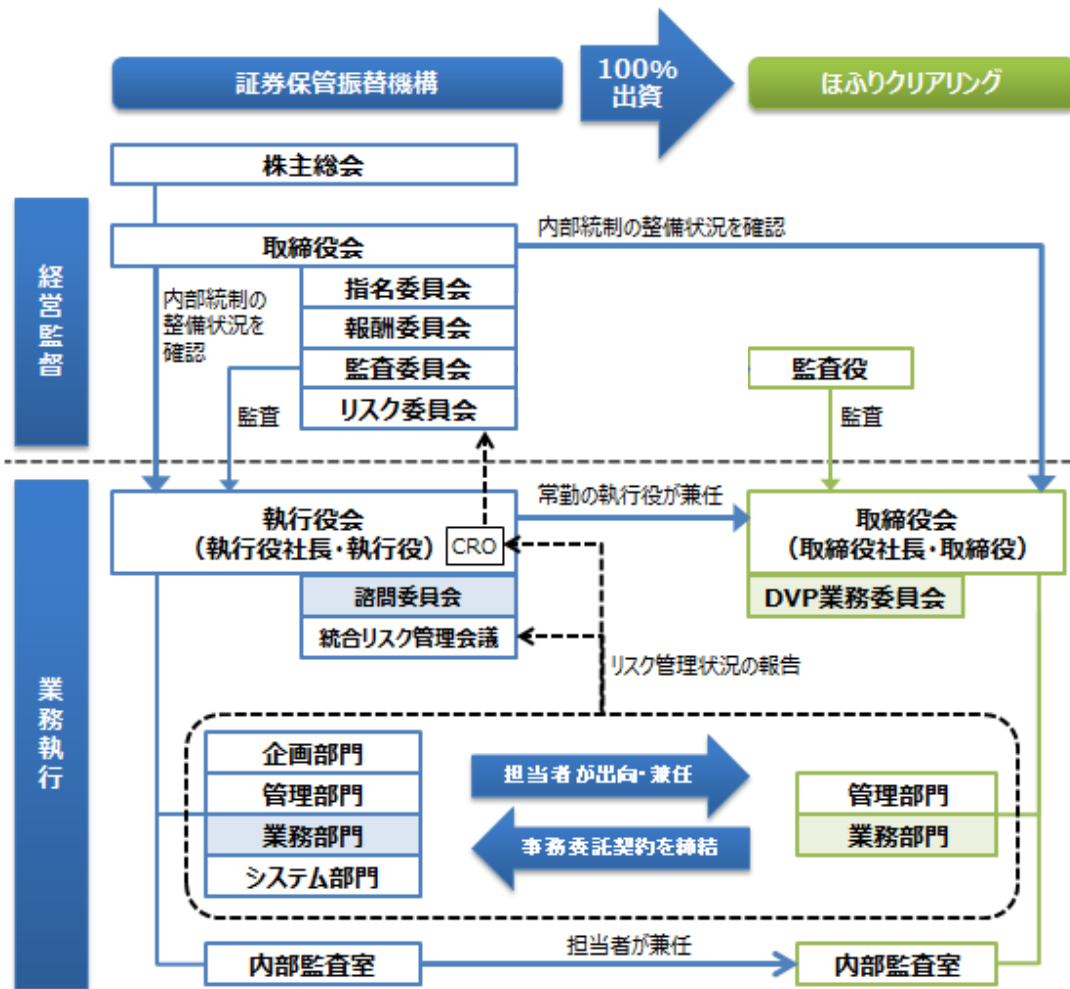 証券保管振替機構
100%
出資
ほふりクリアリング
株主総会
経営監督
取締役会
内部統制の整備状況を確認
指名委員会
内部統制の
整備状況を
確認
報酬委員会
監査委員会
監査役
リスク委員会
監査
監査
業務執行
執行役会
（執行役社長・執行役）
CRO
常勤の執行役が兼任
取締役会
（取締役社長・取締役）
諮問委員会
DVP業務委員会
統合リスク管理会議
リスク管理状況の報告
企画部門
管理部門
業務部門
システム部門
担当者が出向・兼任
事務委託契約を締結
管理部門
業務部門
内部監査室
担当者が兼任
内部監査室